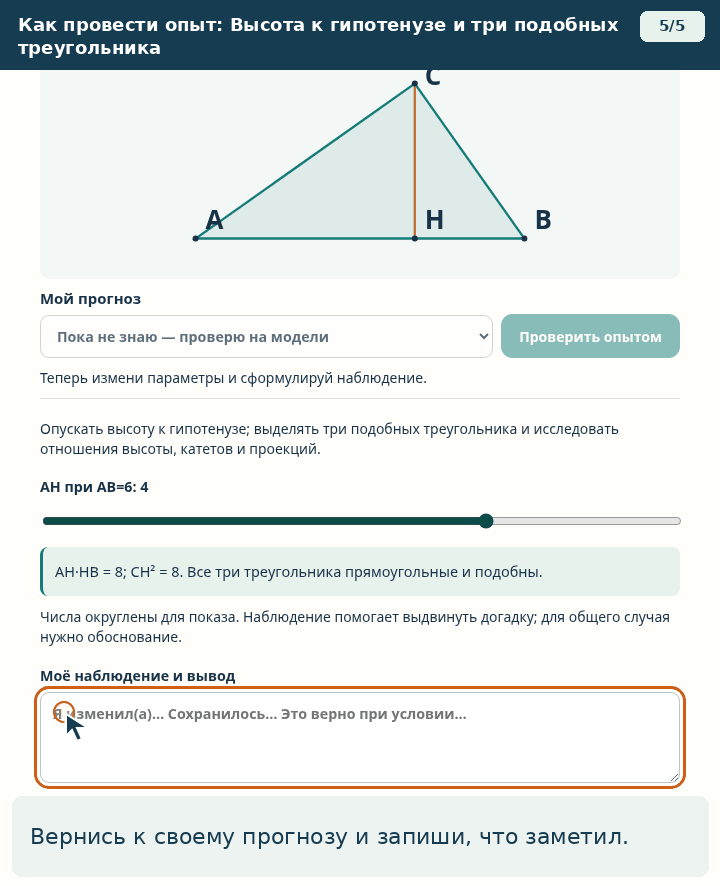 Как провести опыт: Высота к гипотенузе и три подобных
треугольника
5/5
C
A
H
B
Мой прогноз
Пока не знаю — проверю на модели
Проверить опытом
Теперь измени параметры и сформулируй наблюдение.
Опускать высоту к гипотенузе; выделять три подобных треугольника и исследовать
отношения высоты, катетов и проекций.
AH при AB=6: 4
AH·HB = 8; CH² = 8. Все три треугольника прямоугольные и подобны.
Числа округлены для показа. Наблюдение помогает выдвинуть догадку; для общего случая
нужно обоснование.
Моё наблюдение и вывод
Я изменил(а)… Сохранилось… Это верно при условии…
Вернись к своему прогнозу и запиши, что заметил.